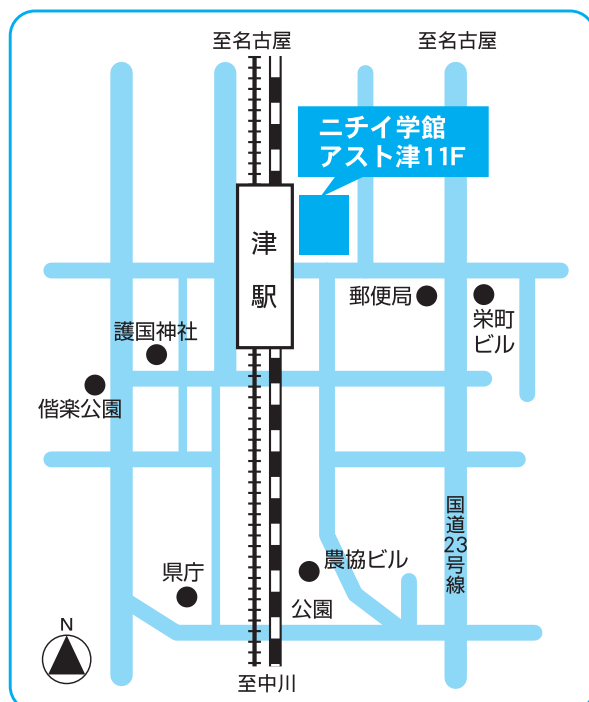 至名古屋
至名古屋
ニチイ学館
アスト津11F
津駅
郵便局
栄町
ビル
護国神社
偕楽公園
国道23号線
農協ビル
県庁
公園
N
至中川